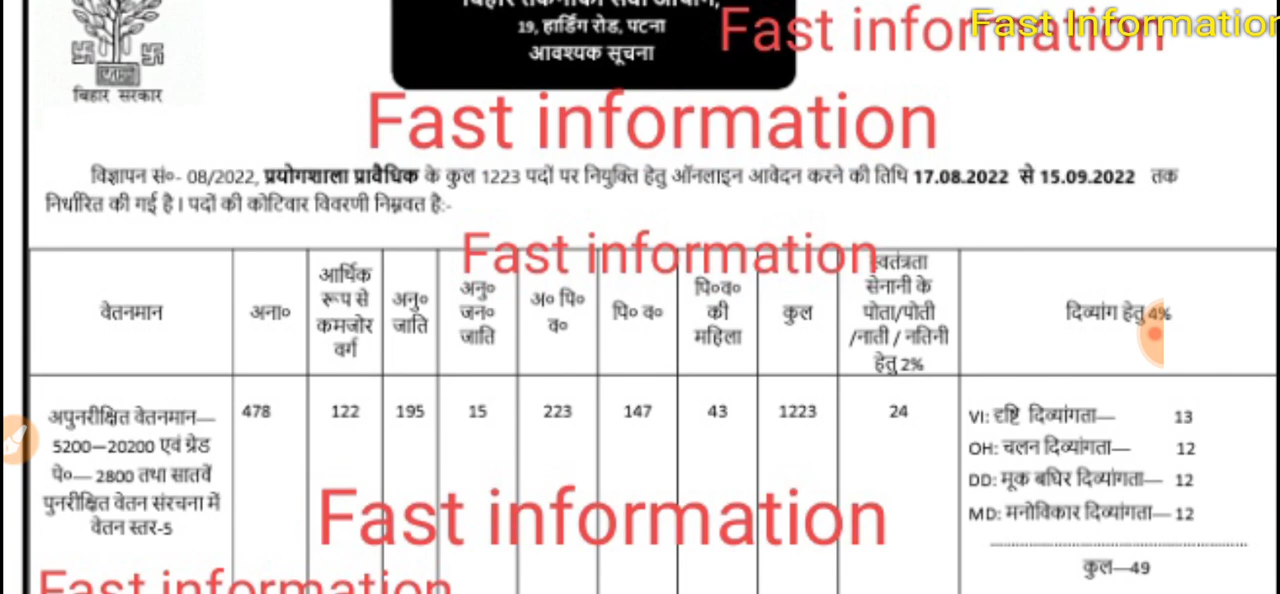 बिहार तकनीकी सेवा आयोग,
19, हार्डिंग रोड, पटना
आवश्यक सूचना
बिहार सरकार
Fast information
Fast Information
Fast information
विज्ञापन सं०- 08/2022, प्रयोगशाला प्रावैधिक के कुल 1223 पदों पर नियुक्ति हेतु ऑनलाइन आवेदन करने की तिथि 17.08.2022 से 15.09.2022 तक
निर्धारित की गई है। पदों की कोटिवार विवरणी निम्नवत है:-
Fast information
वेतनमान
अना०
आर्थिक
रूप से
कमजोर
वर्ग
अनु०
जाति
अनु०
जन०
जाति
अ० पि०
व०
पि० व०
पि०व०
की
महिला
कुल
स्वतंत्रता
सेनानी के
पोता/पोती
/नाती / नतिनी
हेतु 2%
दिव्यांग हेतु 4%
अपुनरीक्षित वेतनमान—
5200—20200 एवं ग्रेड
पे०— 2800 तथा सातवें
पुनरीक्षित वेतन संरचना में
वेतन स्तर-5
478
122
195
15
223
147
43
1223
24
VI: दृष्टि दिव्यांगता— 13
OH: चलन दिव्यांगता— 12
DD: मूक बधिर दिव्यांगता— 12
MD: मनोविकार दिव्यांगता— 12
कुल—49
Fast information
Fast information